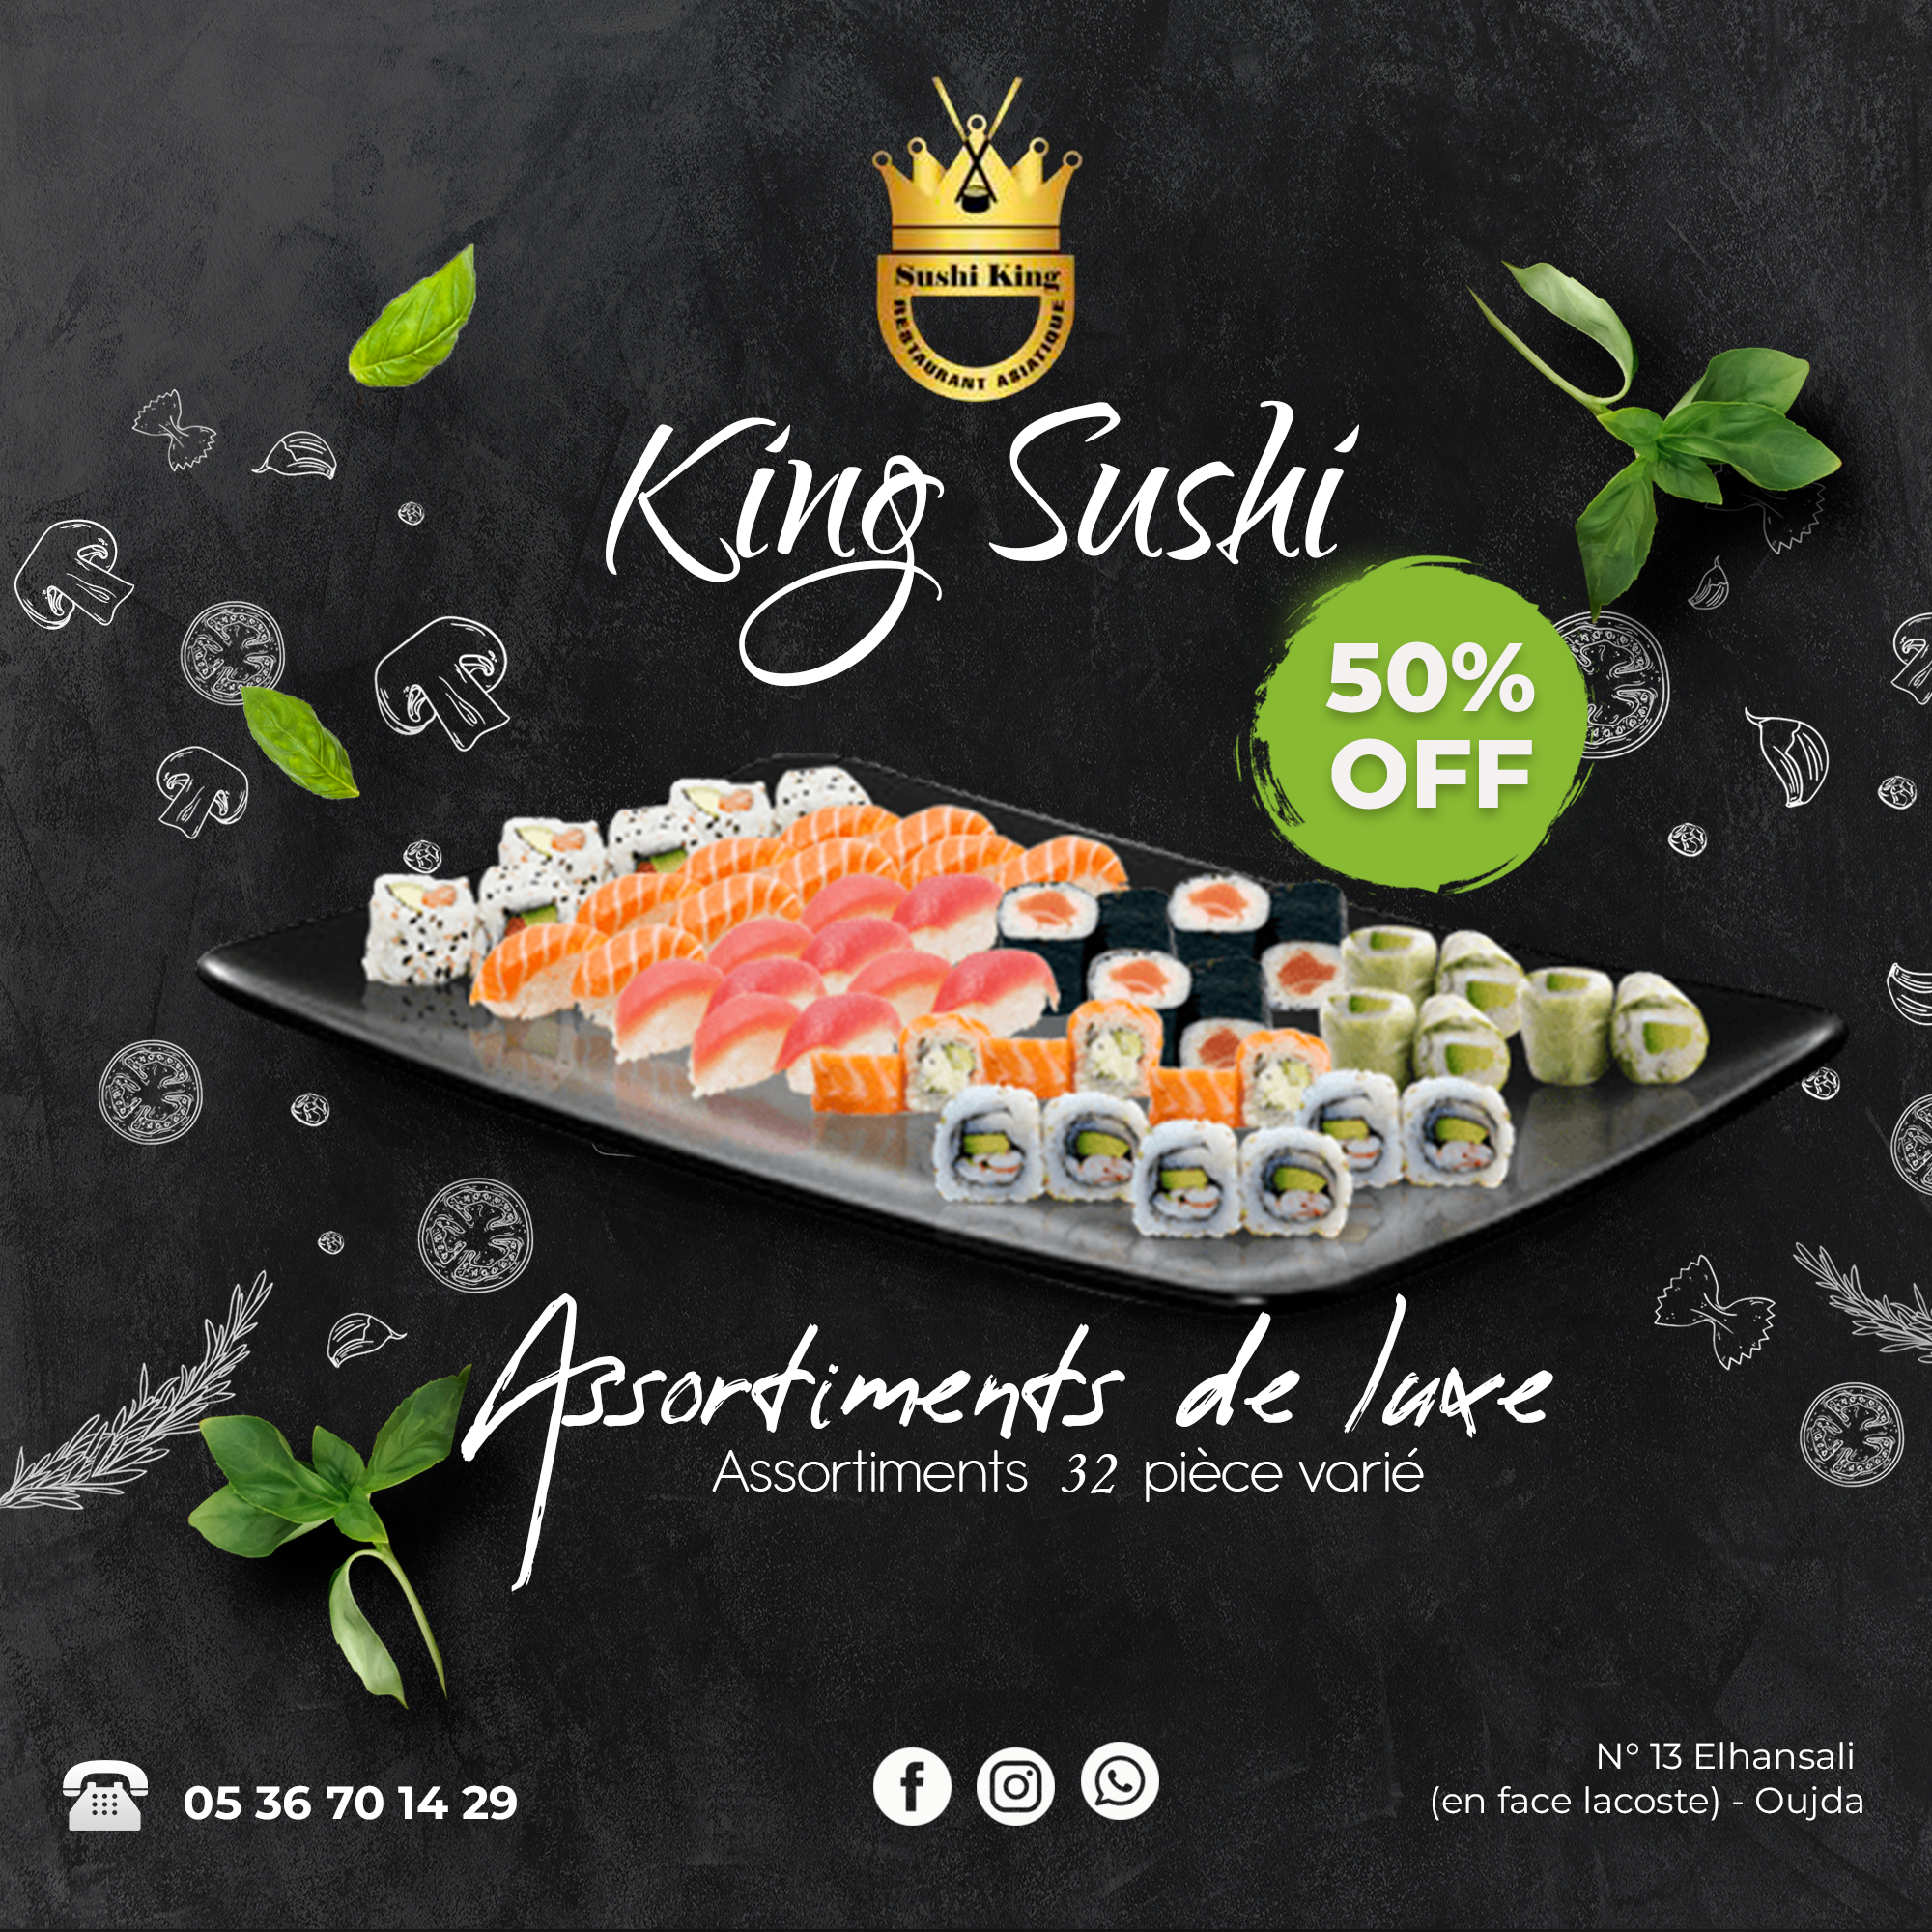 Sushi King
RESTAURANT ASIATIQUE
King Sushi
50%
OFF
Assortiments de luxe
Assortiments 32 pièce varié
05 36 70 14 29
N° 13 Elhansali
(en face lacoste) - Oujda